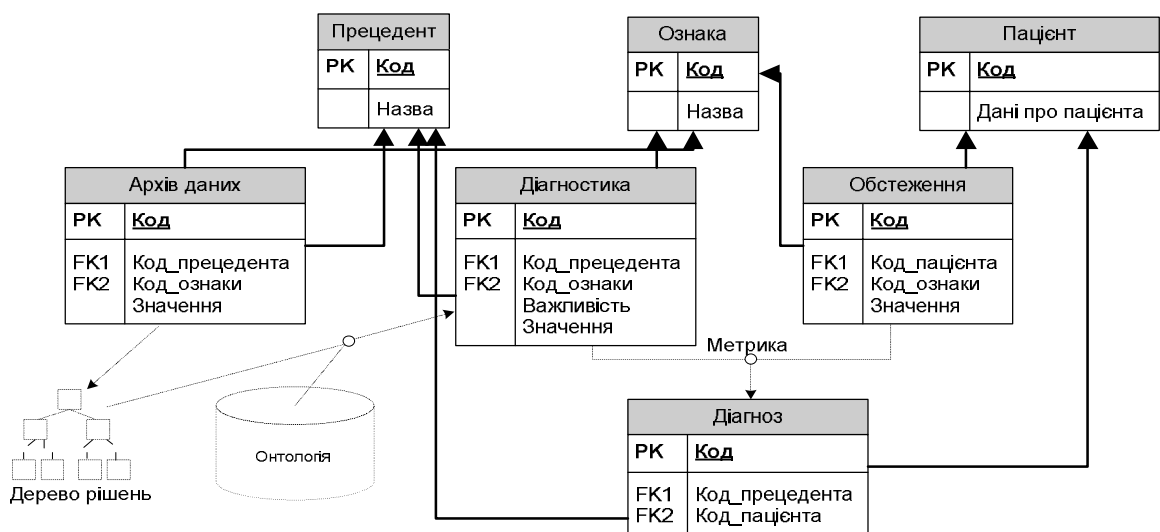 Прецедент
PK Код
Назва
Ознака
PK Код
Назва
Пацієнт
PK Код
Дані про пацієнта
Архів даних
PK Код
FK1 Код_прецедента
FK2 Код_ознаки
Значення
Діагностика
PK Код
FK1 Код_прецедента
FK2 Код_ознаки
Важливість
Значення
Обстеження
PK Код
FK1 Код_пацієнта
FK2 Код_ознаки
Значення
Метрика
Дерево рішень
Онтологія
Діагноз
PK Код
FK1 Код_прецедента
FK2 Код_пацієнта